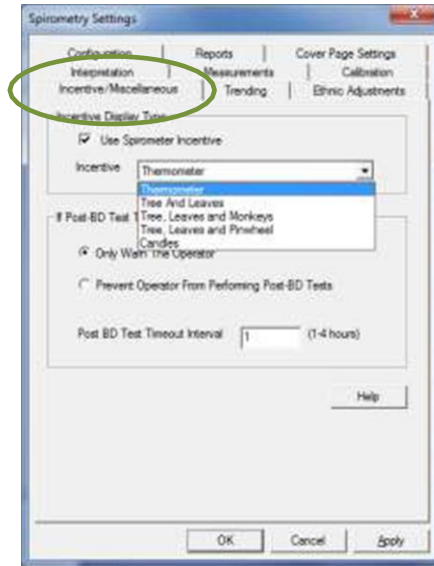 Spirometry Settings
Configuration Reports Cover Page Settings
Interpretation Measurements Calibration
Incentive/Miscellaneous Trending Ethnic Adjustments
Incentive Display Type
Use Spirometer Incentive
Incentive Thermometer
Thermometer
Tree And Leaves
If Post-BD Test T Tree, Leaves and Monkeys
Tree, Leaves and Pinwheel
Candles
Only Warn The Operator
Prevent Operator From Performing Post-BD Tests
Post BD Test Timeout Interval 1 (1-4 hours)
Help
OK Cancel Apply